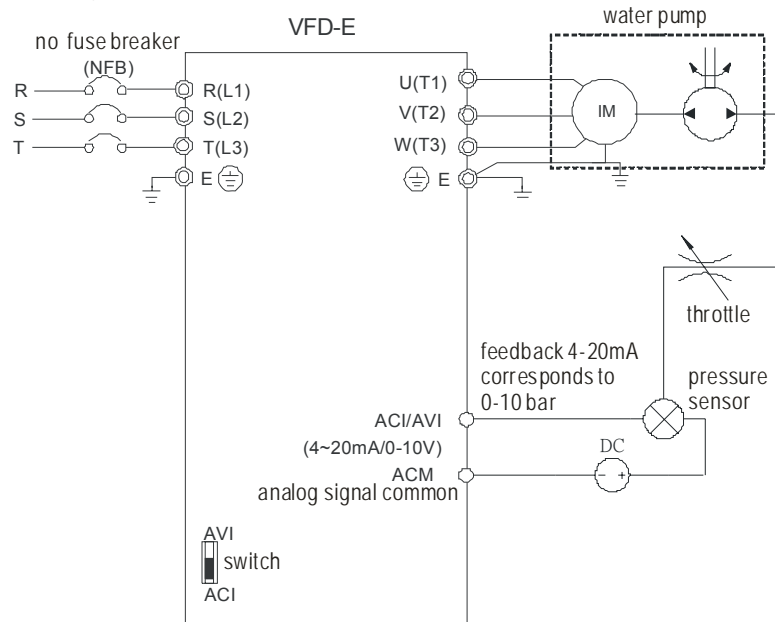 water pump
no fuse breaker
(NFB)
VFD-E
R
S
T
R(L1)
S(L2)
T(L3)
E
U(T1)
V(T2)
W(T3)
E
IM
throttle
feedback 4-20mA
corresponds to
0-10 bar
pressure
sensor
ACI/AVI
(4~20mA/0-10V)
ACM
analog signal common
DC
- +
AVI
switch
ACI